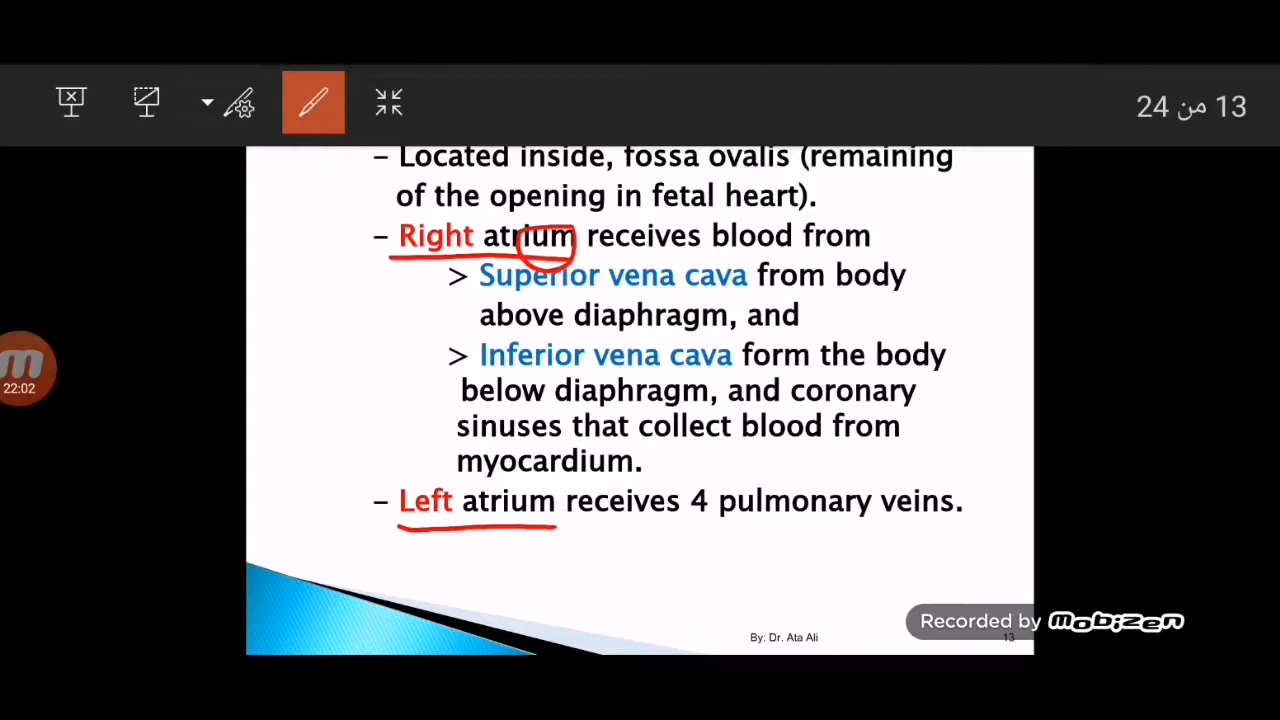 13 من 24
– Located inside, fossa ovalis (remaining
of the opening in fetal heart).
– Right atrium receives blood from
> Superior vena cava from body
above diaphragm, and
> Inferior vena cava form the body
below diaphragm, and coronary
sinuses that collect blood from
myocardium.
– Left atrium receives 4 pulmonary veins.
m
22:02
Recorded by mobizen
By: Dr. Ata Ali
13